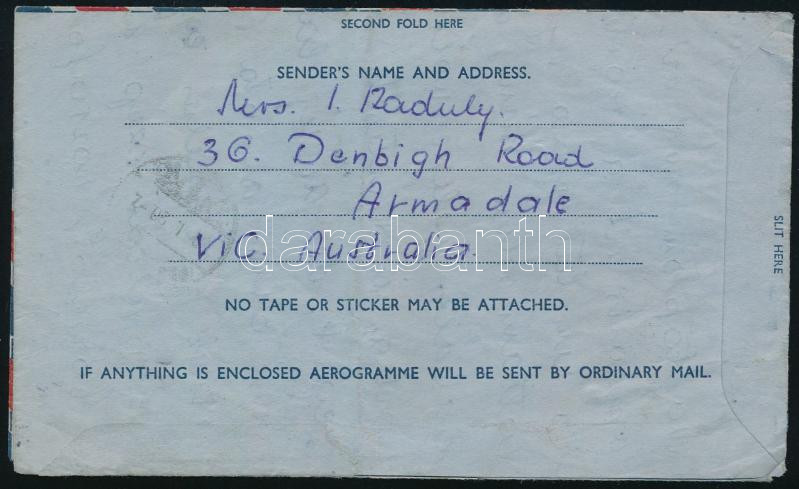 SECOND FOLD HERE
SENDER'S NAME AND ADDRESS.
Mrs. I. Raduly.
36. Denbigh Road
Armadale
Vic. Australia.
darabanth
NO TAPE OR STICKER MAY BE ATTACHED.
IF ANYTHING IS ENCLOSED AEROGRAMME WILL BE SENT BY ORDINARY MAIL.
SLIT HERE